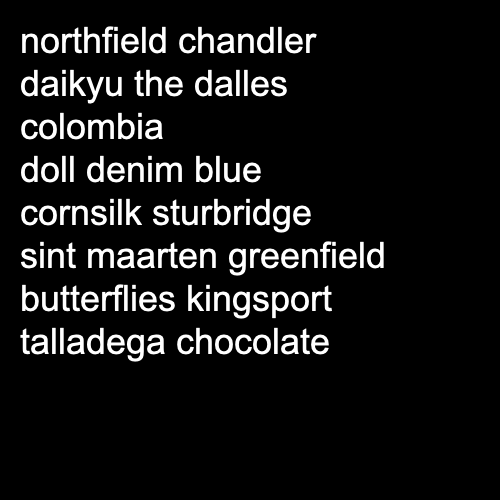 northfield chandler
daikyu the dalles
colombia
doll denim blue
cornsilk sturbridge
sint maarten greenfield
butterflies kingsport
talladega chocolate